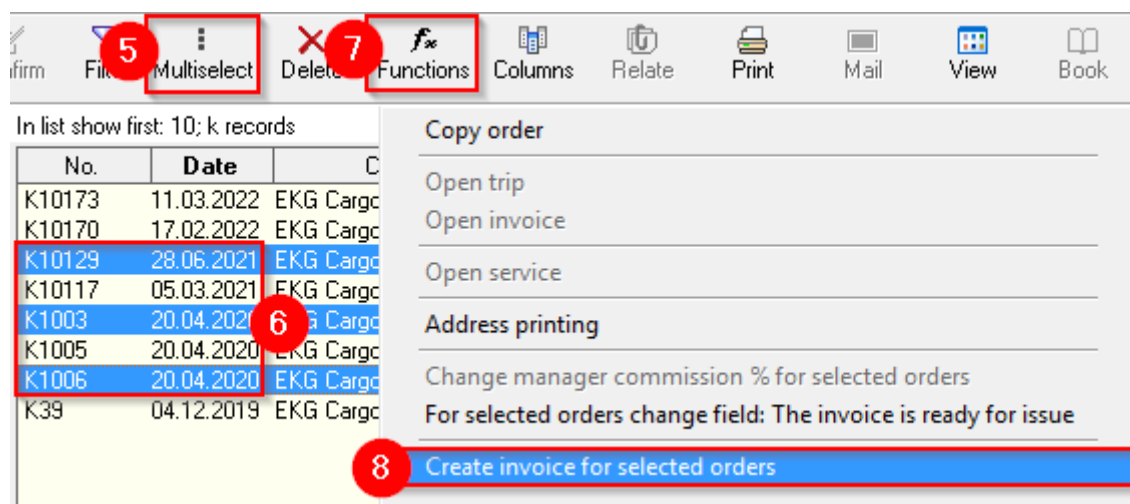 5 7
firm Multiselect Delete Functions Columns Relate Print Mail View Book
In list show first: 10; k records
No. Date C
K10173 11.03.2022 EKG Cargo
K10170 17.02.2022 EKG Cargo
K10129 28.06.2021 EKG Cargo
K10117 05.03.2021 EKG Cargo
K1003 20.04.202 Cargo
K1005 20.04.2020 EKG Cargo
K1006 20.04.2020 EKG Cargo
K39 04.12.2019 EKG Cargo
6
Copy order
Open trip
Open invoice
Open service
Address printing
Change manager commission % for selected orders
For selected orders change field: The invoice is ready for issue
8 Create invoice for selected orders